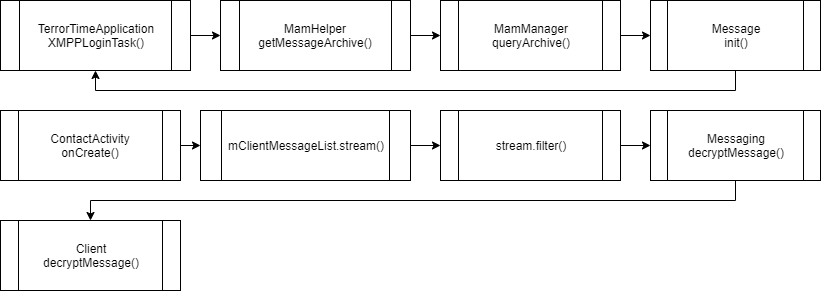 TerrorTimeApplication
XMPPLoginTask()
MamHelper
getMessageArchive()
MamManager
queryArchive()
Message
init()
ContactActivity
onCreate()
mClientMessageList.stream()
stream.filter()
Messaging
decryptMessage()
Client
decryptMessage()